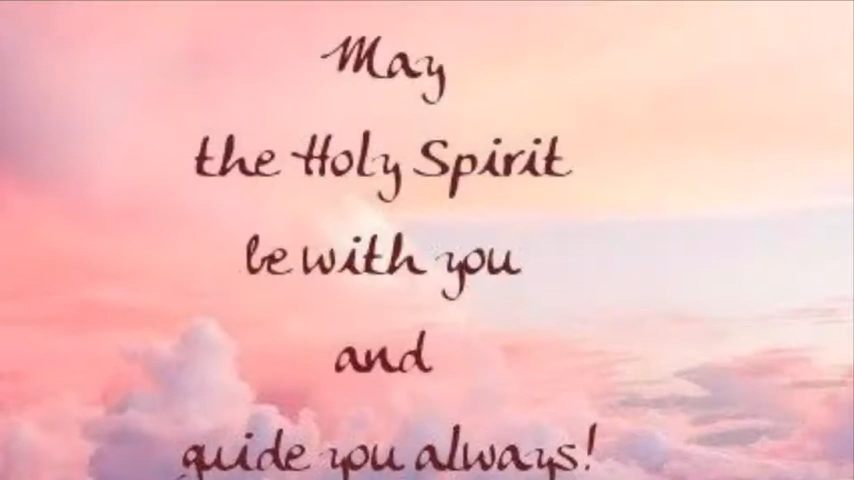 May
the Holy Spirit
be with you
and
guide you always!